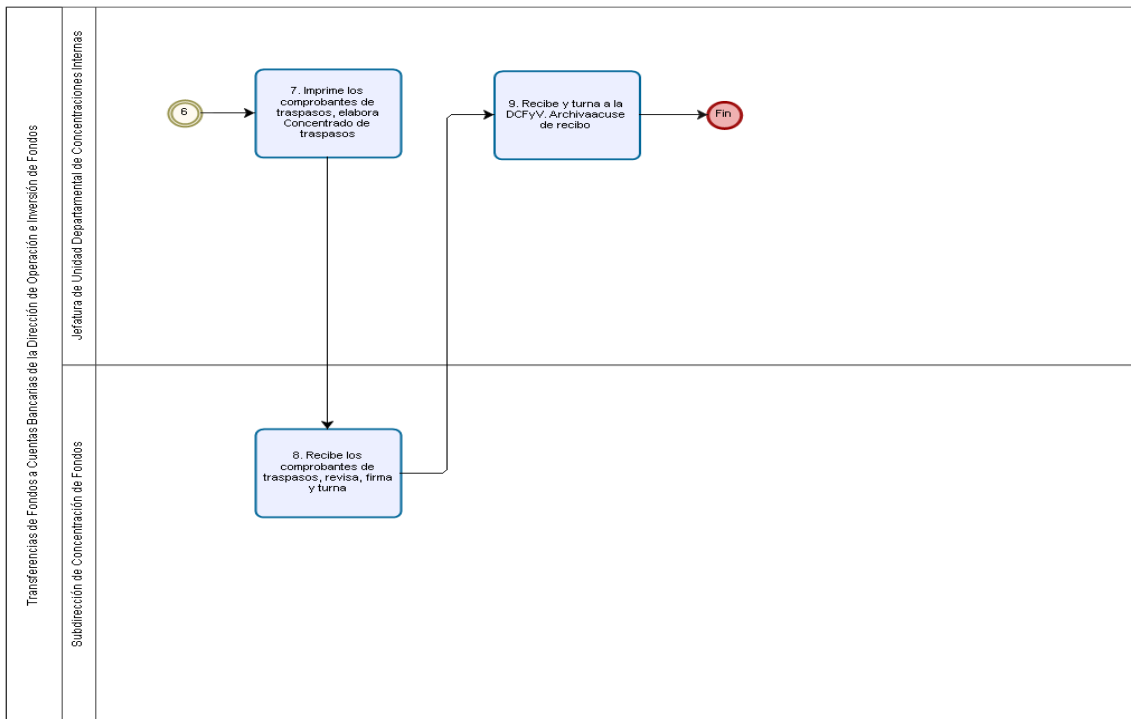 Transferencias de Fondos a Cuentas Bancarias de la Dirección de Operación e Inversión de Fondos
Jefatura de Unidad Departamental de Concentraciones Internas
6
7. Imprime los
comprobantes de
traspasos, elabora
Concentrado de
traspasos
9. Recibe y turna a la
DCFyV. Archivaacuse
de recibo
Fin
Subdirección de Concentración de Fondos
8. Recibe los
comprobantes de
traspasos, revisa, firma
y turna